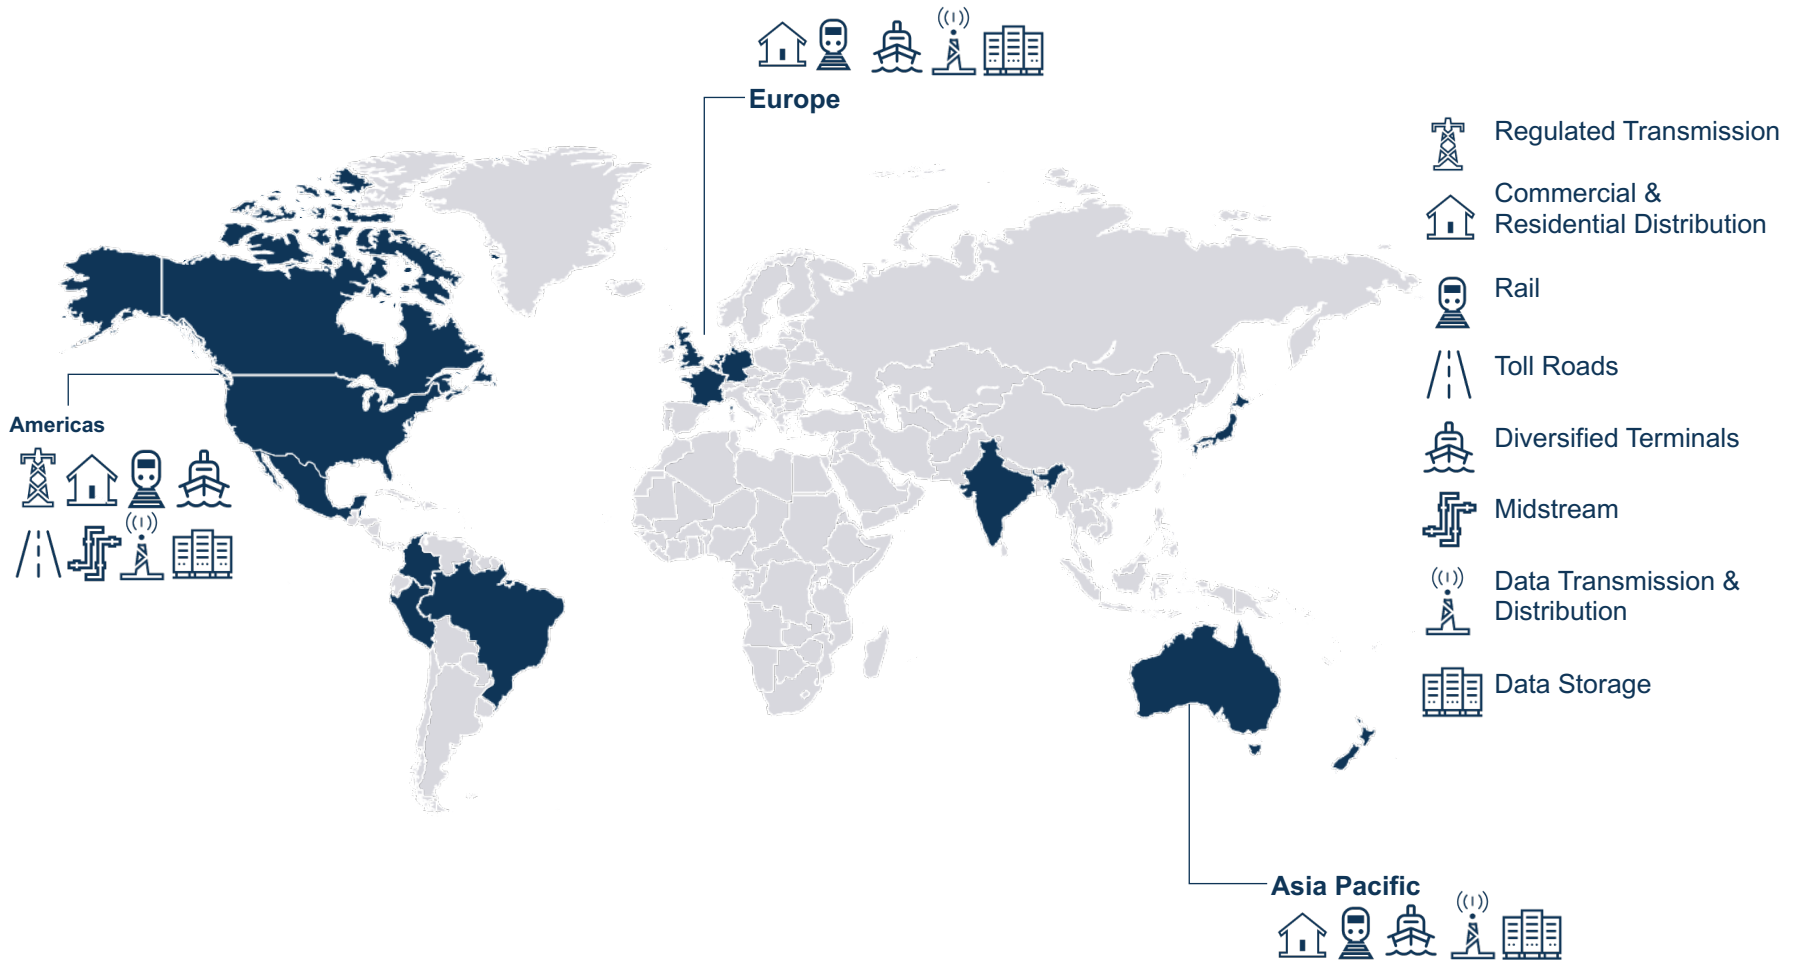 Europe
Americas
Asia Pacific
Regulated Transmission
Commercial &
Residential Distribution
Rail
Toll Roads
Diversified Terminals
Midstream
Data Transmission &
Distribution
Data Storage